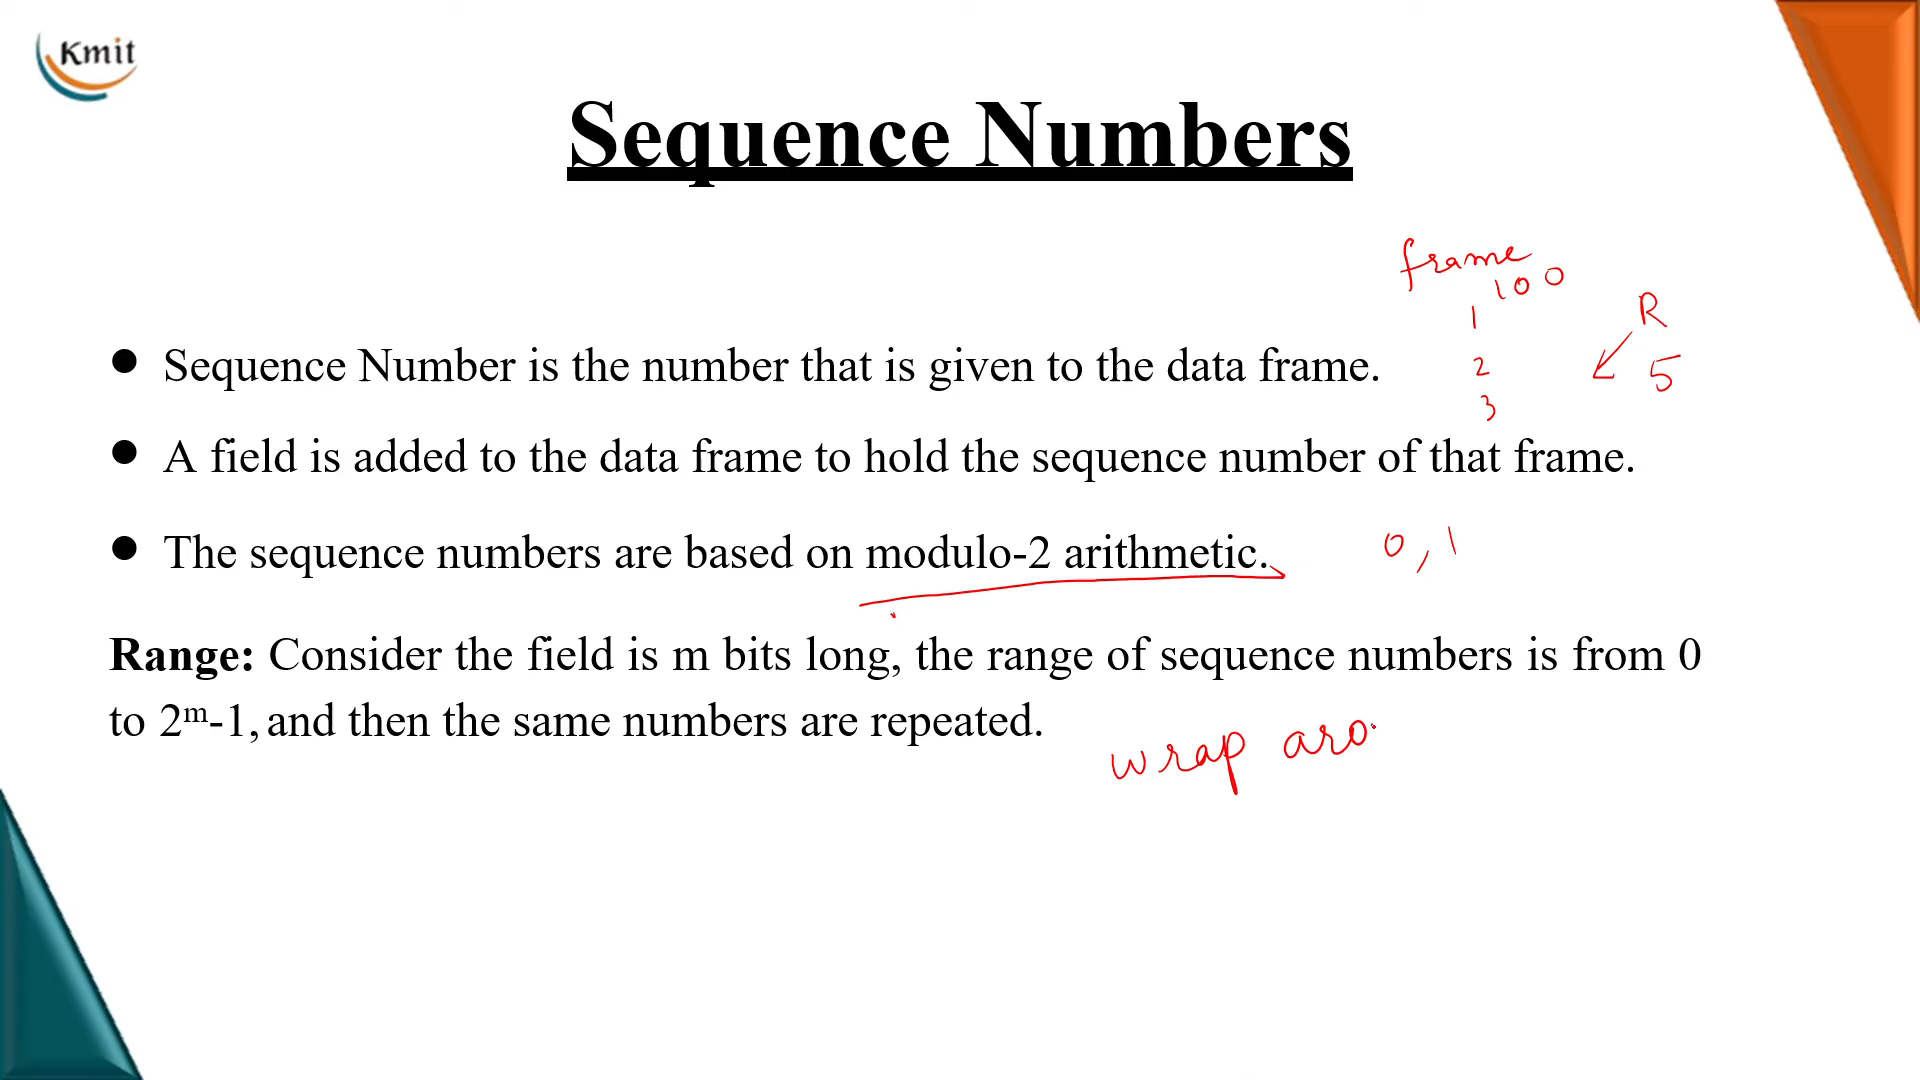 Kmit
Sequence Numbers
frame
100
1
R
● Sequence Number is the number that is given to the data frame.
2
5
3
● A field is added to the data frame to hold the sequence number of that frame.
● The sequence numbers are based on modulo-2 arithmetic.
0, 1
Range: Consider the field is m bits long, the range of sequence numbers is from 0
to 2ᵐ-1, and then the same numbers are repeated.
wrap aro